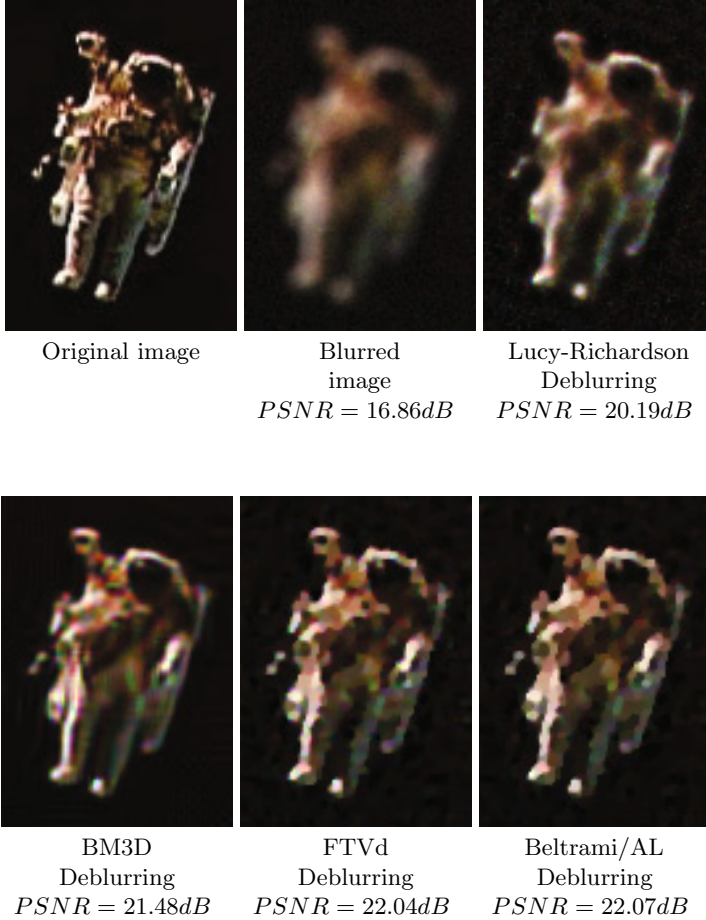 Original image
Blurred
image
PSNR = 16.86dB
Lucy-Richardson
Deblurring
PSNR = 20.19dB
BM3D
Deblurring
PSNR = 21.48dB
FTVd
Deblurring
PSNR = 22.04dB
Beltrami/AL
Deblurring
PSNR = 22.07dB